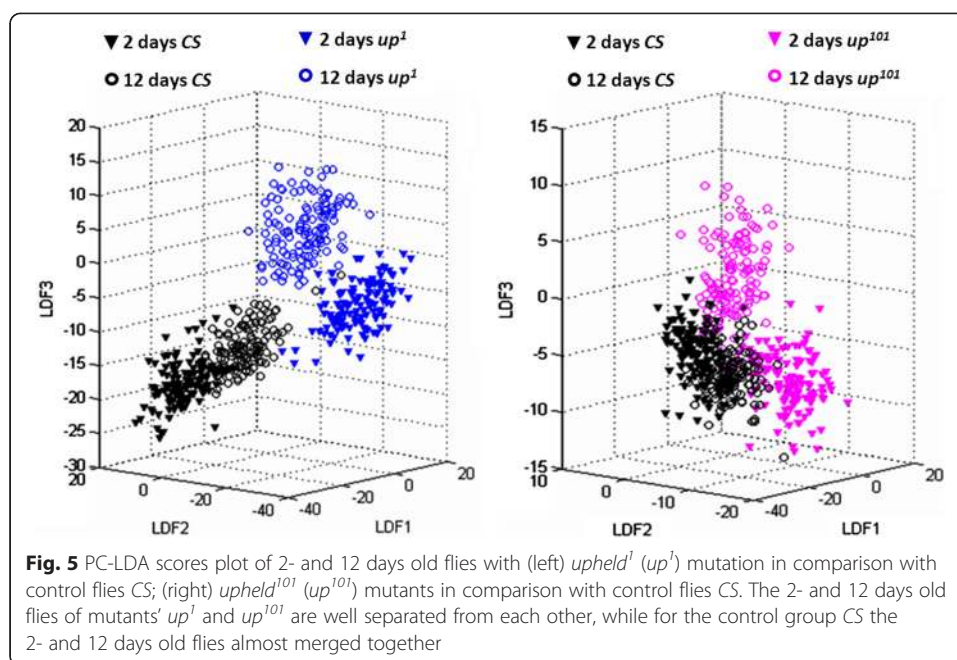 ▼ 2 days CS
▼ 2 days up¹
○ 12 days CS
○ 12 days up¹
20
15
10
5
0
-5
-10
-15
-20
-25
-30
LDF3
20
0
-20
-40
LDF2
-40
-20
0
20
LDF1
▼ 2 days CS
▼ 2 days up¹⁰¹
○ 12 days CS
○ 12 days up¹⁰¹
15
10
5
0
-5
-10
-15
LDF3
10
0
-10
-20
LDF2
-40
-20
0
20
LDF1
Fig. 5 PC-LDA scores plot of 2- and 12 days old flies with (left) upheld¹ (up¹) mutation in comparison with
control flies CS; (right) upheld¹⁰¹ (up¹⁰¹) mutants in comparison with control flies CS. The 2- and 12 days old
flies of mutants' up¹ and up¹⁰¹ are well separated from each other, while for the control group CS the
2- and 12 days old flies almost merged together